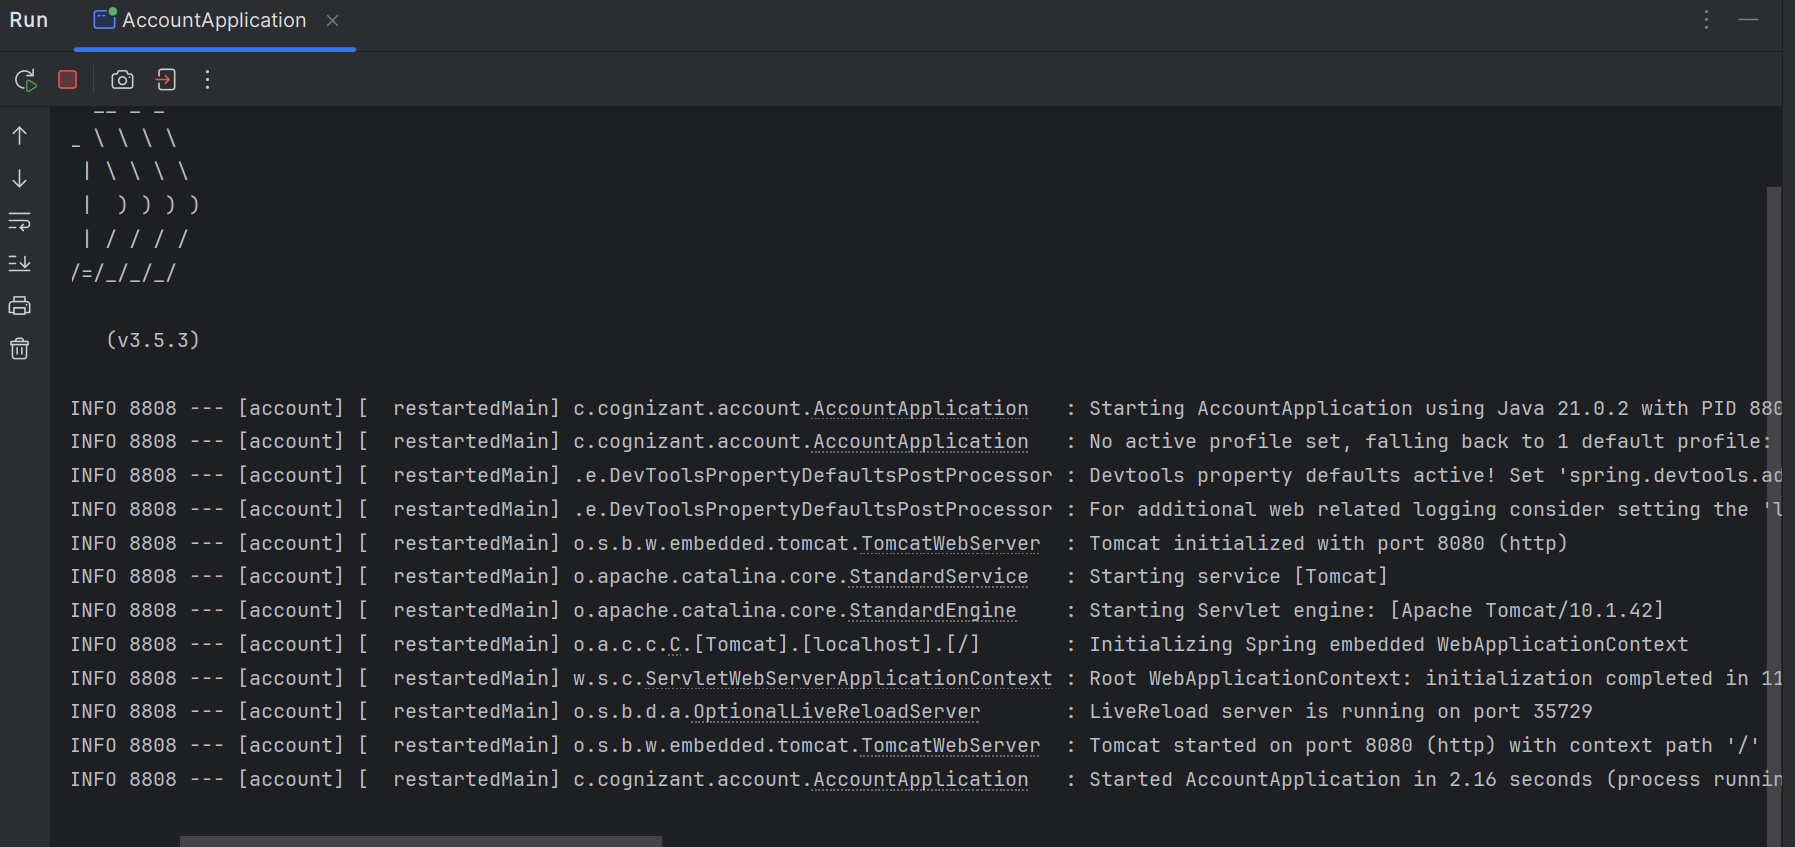 Run AccountApplication
__ _ _
_ \ \ \ \
| \ \ \ \
|  ) ) ) )
| / / / /
/=/_/_/_/
(v3.5.3)
INFO 8808 --- [account] [  restartedMain] c.cognizant.account.AccountApplication   : Starting AccountApplication using Java 21.0.2 with PID 880
INFO 8808 --- [account] [  restartedMain] c.cognizant.account.AccountApplication   : No active profile set, falling back to 1 default profile:
INFO 8808 --- [account] [  restartedMain] .e.DevToolsPropertyDefaultsPostProcessor : Devtools property defaults active! Set 'spring.devtools.ad
INFO 8808 --- [account] [  restartedMain] .e.DevToolsPropertyDefaultsPostProcessor : For additional web related logging consider setting the 'l
INFO 8808 --- [account] [  restartedMain] o.s.b.w.embedded.tomcat.TomcatWebServer  : Tomcat initialized with port 8080 (http)
INFO 8808 --- [account] [  restartedMain] o.apache.catalina.core.StandardService   : Starting service [Tomcat]
INFO 8808 --- [account] [  restartedMain] o.apache.catalina.core.StandardEngine    : Starting Servlet engine: [Apache Tomcat/10.1.42]
INFO 8808 --- [account] [  restartedMain] o.a.c.c.C.[Tomcat].[localhost].[/]       : Initializing Spring embedded WebApplicationContext
INFO 8808 --- [account] [  restartedMain] w.s.c.ServletWebServerApplicationContext : Root WebApplicationContext: initialization completed in 11
INFO 8808 --- [account] [  restartedMain] o.s.b.d.a.OptionalLiveReloadServer       : LiveReload server is running on port 35729
INFO 8808 --- [account] [  restartedMain] o.s.b.w.embedded.tomcat.TomcatWebServer  : Tomcat started on port 8080 (http) with context path '/'
INFO 8808 --- [account] [  restartedMain] c.cognizant.account.AccountApplication   : Started AccountApplication in 2.16 seconds (process runnin